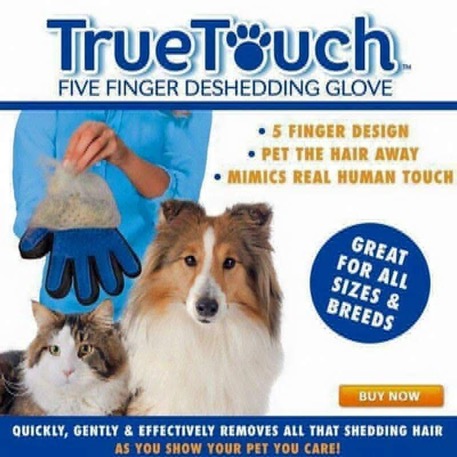 TrueTouch™
FIVE FINGER DESHEDDING GLOVE
• 5 FINGER DESIGN
• PET THE HAIR AWAY
• MIMICS REAL HUMAN TOUCH
GREAT
FOR ALL
SIZES &
BREEDS
BUY NOW
QUICKLY, GENTLY & EFFECTIVELY REMOVES ALL THAT SHEDDING HAIR
AS YOU SHOW YOUR PET YOU CARE!